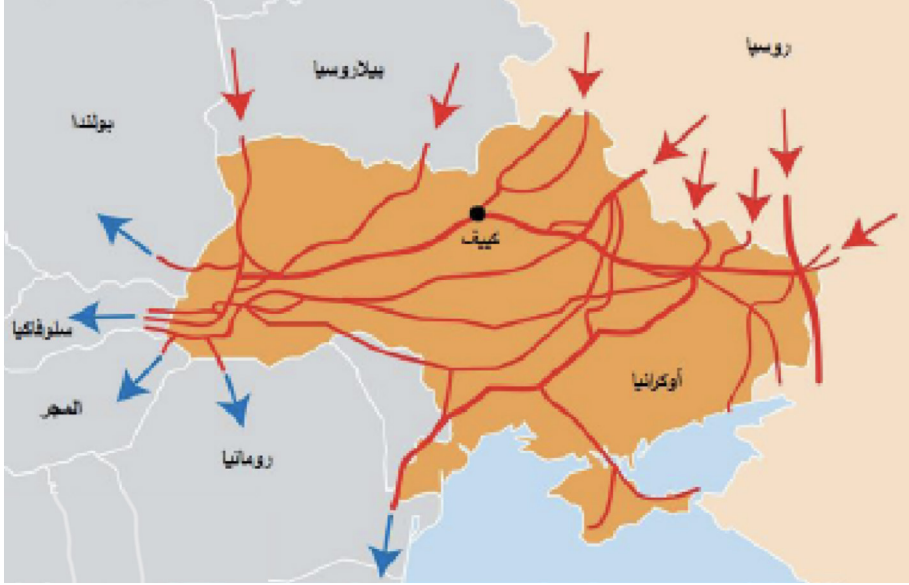 روسيا
بيلاروسيا
بولندا
كييف
سلوفاكيا
أوكرانيا
المجر
رومانيا